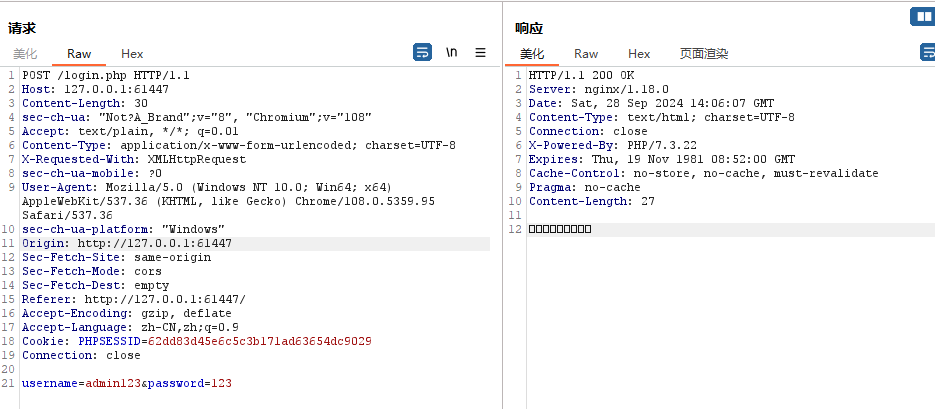 请求
美化 Raw Hex \n
1 POST /login.php HTTP/1.1
2 Host: 127.0.0.1:61447
3 Content-Length: 30
4 sec-ch-ua: "Not?A_Brand";v="8", "Chromium";v="108"
5 Accept: text/plain, */*; q=0.01
6 Content-Type: application/x-www-form-urlencoded; charset=UTF-8
7 X-Requested-With: XMLHttpRequest
8 sec-ch-ua-mobile: ?0
9 User-Agent: Mozilla/5.0 (Windows NT 10.0; Win64; x64)
AppleWebKit/537.36 (KHTML, like Gecko) Chrome/108.0.5359.95
Safari/537.36
10 sec-ch-ua-platform: "Windows"
11 Origin: http://127.0.0.1:61447
12 Sec-Fetch-Site: same-origin
13 Sec-Fetch-Mode: cors
14 Sec-Fetch-Dest: empty
15 Referer: http://127.0.0.1:61447/
16 Accept-Encoding: gzip, deflate
17 Accept-Language: zh-CN,zh;q=0.9
18 Cookie: PHPSESSID=62dd83d45e6c5c3b171ad63654dc9029
19 Connection: close
20
21 username=admin123&password=123
响应
美化 Raw Hex 页面渲染
1 HTTP/1.1 200 OK
2 Server: nginx/1.18.0
3 Date: Sat, 28 Sep 2024 14:06:07 GMT
4 Content-Type: text/html; charset=UTF-8
5 Connection: close
6 X-Powered-By: PHP/7.3.22
7 Expires: Thu, 19 Nov 1981 08:52:00 GMT
8 Cache-Control: no-store, no-cache, must-revalidate
9 Pragma: no-cache
10 Content-Length: 27
11
12 □□□□□□□□□